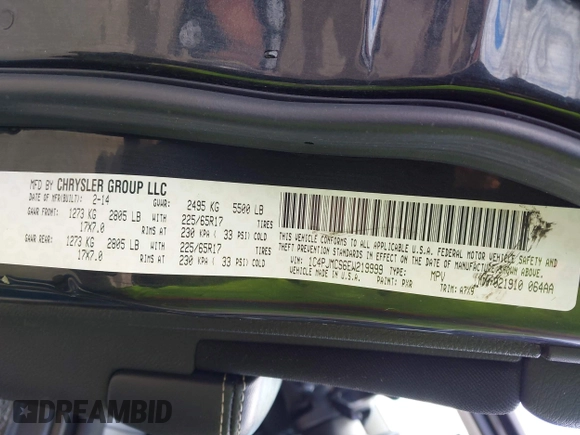 MFD BY CHRYSLER GROUP LLC
DATE OF MFR(BUILT): 2-14 GVWR: 2495 KG 5500 LB
GAWR FRONT: 1273 KG 2805 LB WITH 225/65R17
17X7.0 RIMS AT 230 KPA ( 33 PSI) COLD
GAWR REAR: 1273 KG 2805 LB WITH 225/65R17
17X7.0 RIMS AT 230 KPA ( 33 PSI) COLD
THIS VEHICLE CONFORMS TO ALL APPLICABLE U.S.A. FEDERAL MOTOR VEHICLE SAFETY AND
THEFT PREVENTION STANDARDS IN EFFECT ON THE DATE OF MANUFACTURE SHOWN ABOVE.
VIN: TYPE: MPV
MADE IN U.S.A. PAINT: PXR TRIM: 064AA
DREAMBID